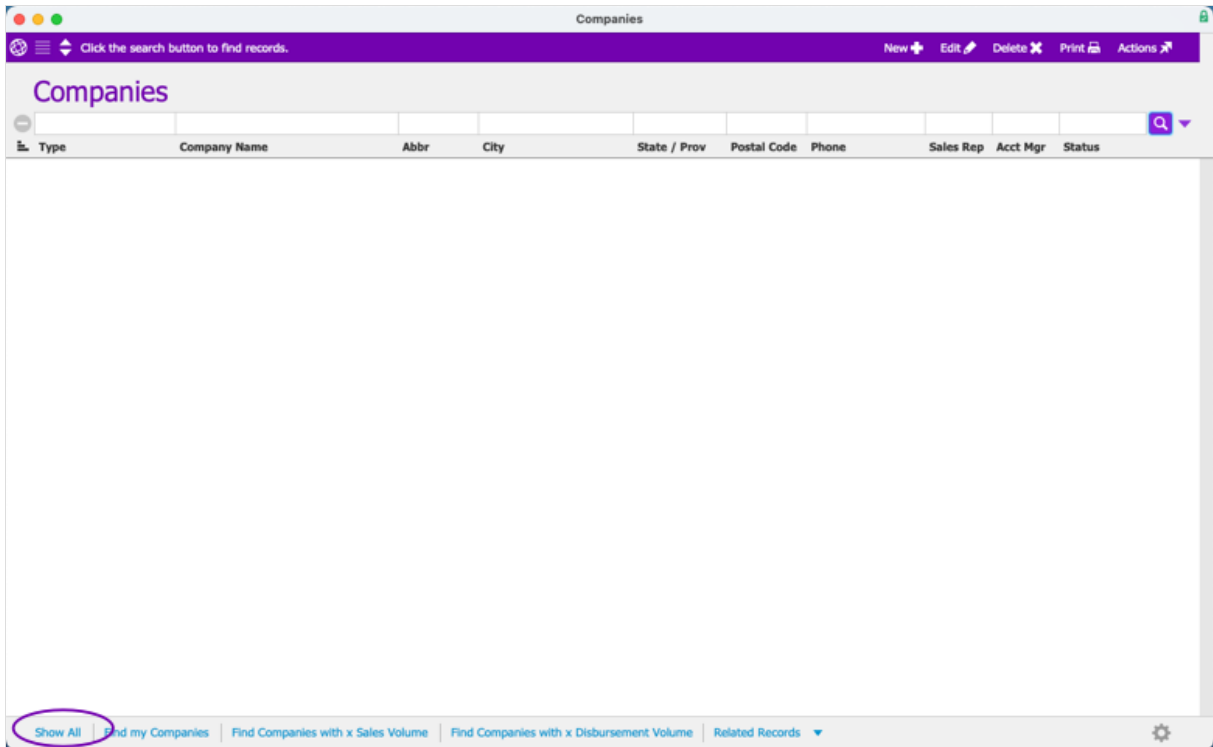 Companies
Click the search button to find records. New Edit Delete Print Actions
Companies
Type Company Name Abbr City State / Prov Postal Code Phone Sales Rep Acct Mgr Status
Show All Find my Companies Find Companies with x Sales Volume Find Companies with x Disbursement Volume Related Records